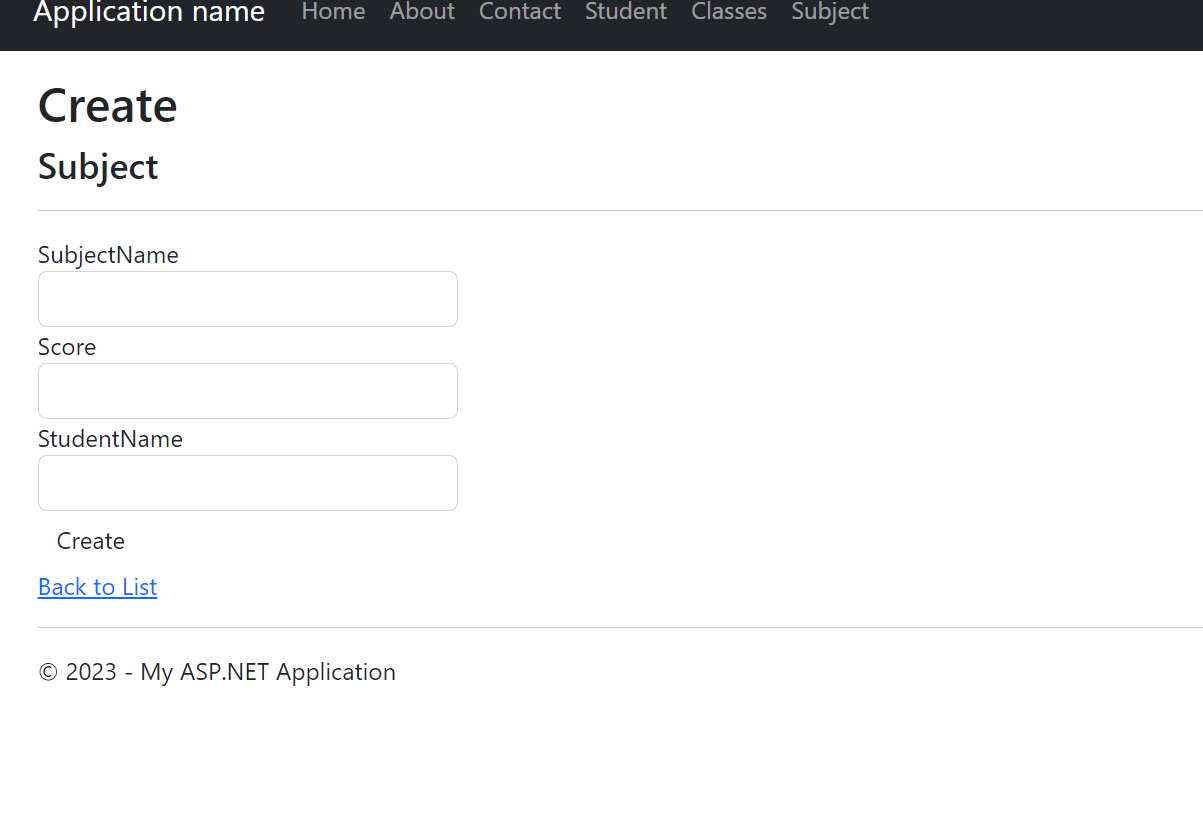 Application name Home About Contact Student Classes Subject
Create
Subject
SubjectName
Score
StudentName
Create
Back to List
© 2023 - My ASP.NET Application